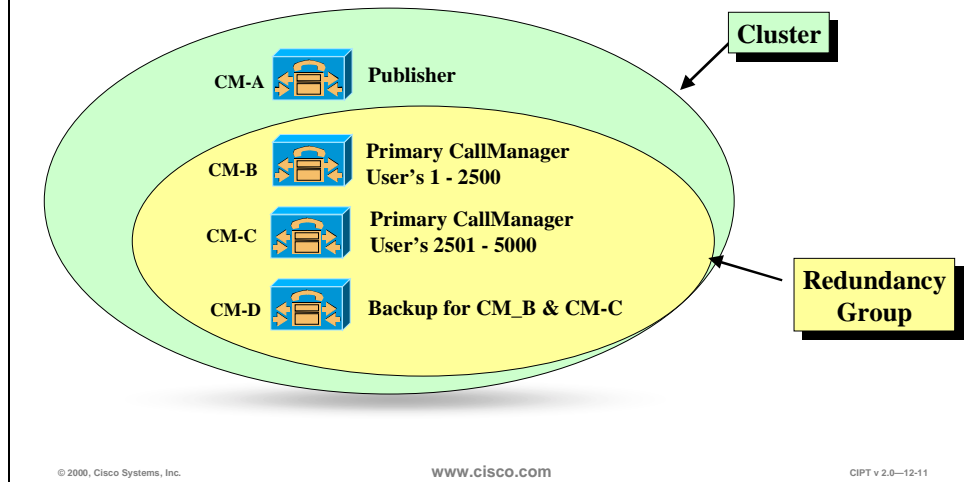 Cluster
CM-A
Publisher
CM-B
Primary CallManager
User's 1 - 2500
CM-C
Primary CallManager
User's 2501 - 5000
CM-D
Backup for CM_B & CM-C
Redundancy
Group
© 2000, Cisco Systems, Inc.
www.cisco.com
CIPT v 2.0—12-11